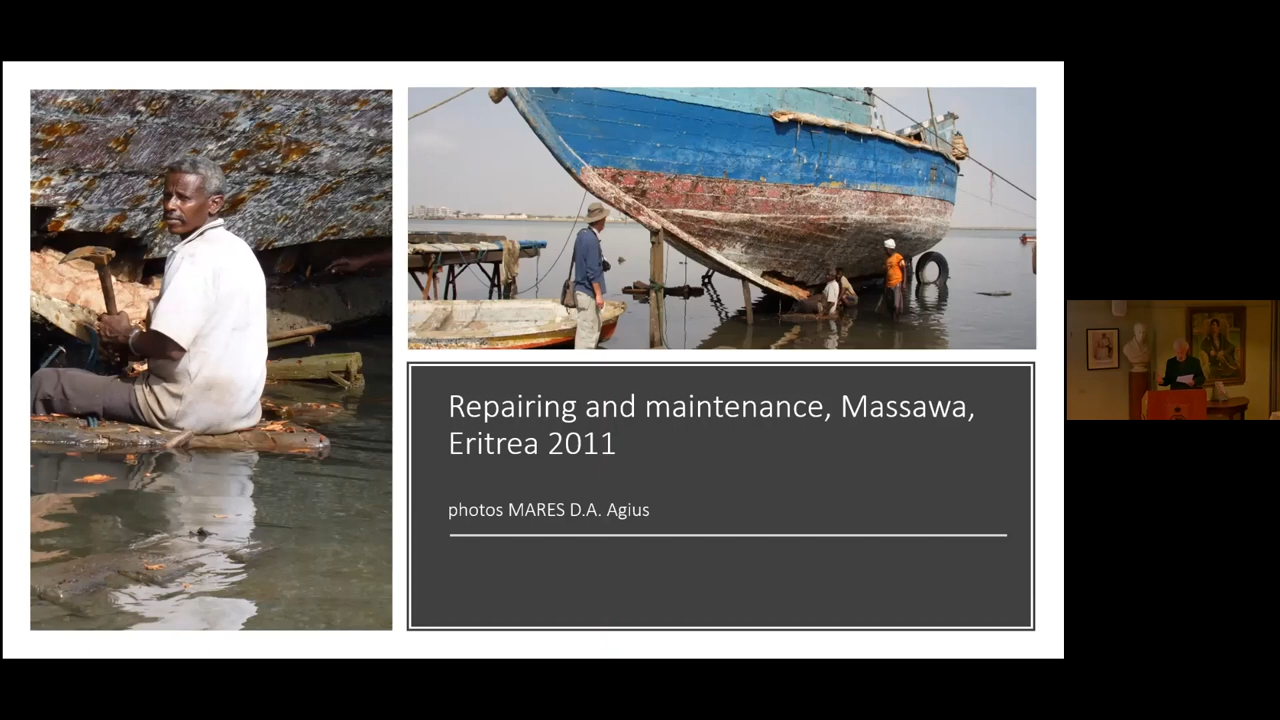 Repairing and maintenance, Massawa,
Eritrea 2011
photos MARES D.A. Agius